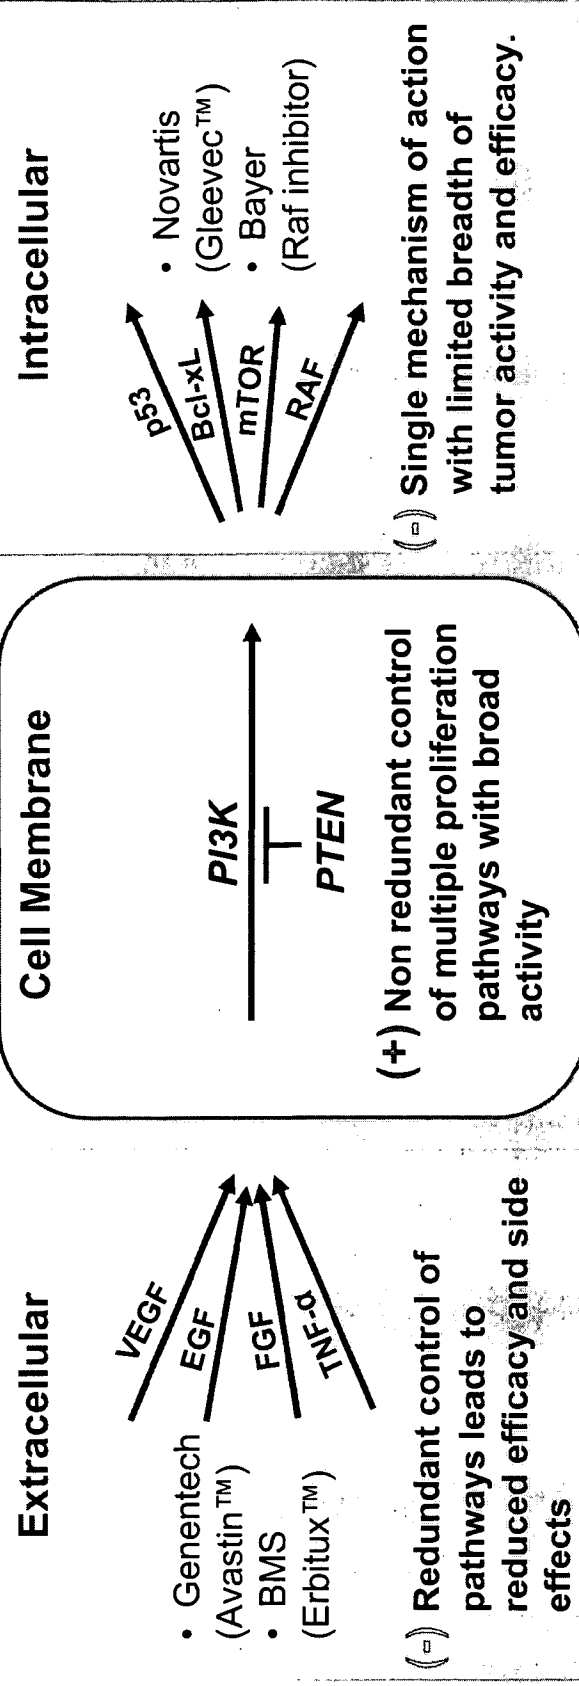 Extracellular
• Genentech
(Avastin™)
• BMS
(Erbitux™)
VEGF
EGF
FGF
TNF-α
(-) Redundant control of
pathways leads to
reduced efficacy and side
effects
Cell Membrane
PI3K
PTEN
(+) Non redundant control
of multiple proliferation
pathways with broad
activity
Intracellular
p53
Bcl-xL
mTOR
RAF
• Novartis
(Gleevec™)
• Bayer
(Raf inhibitor)
(-) Single mechanism of action
with limited breadth of
tumor activity and efficacy.